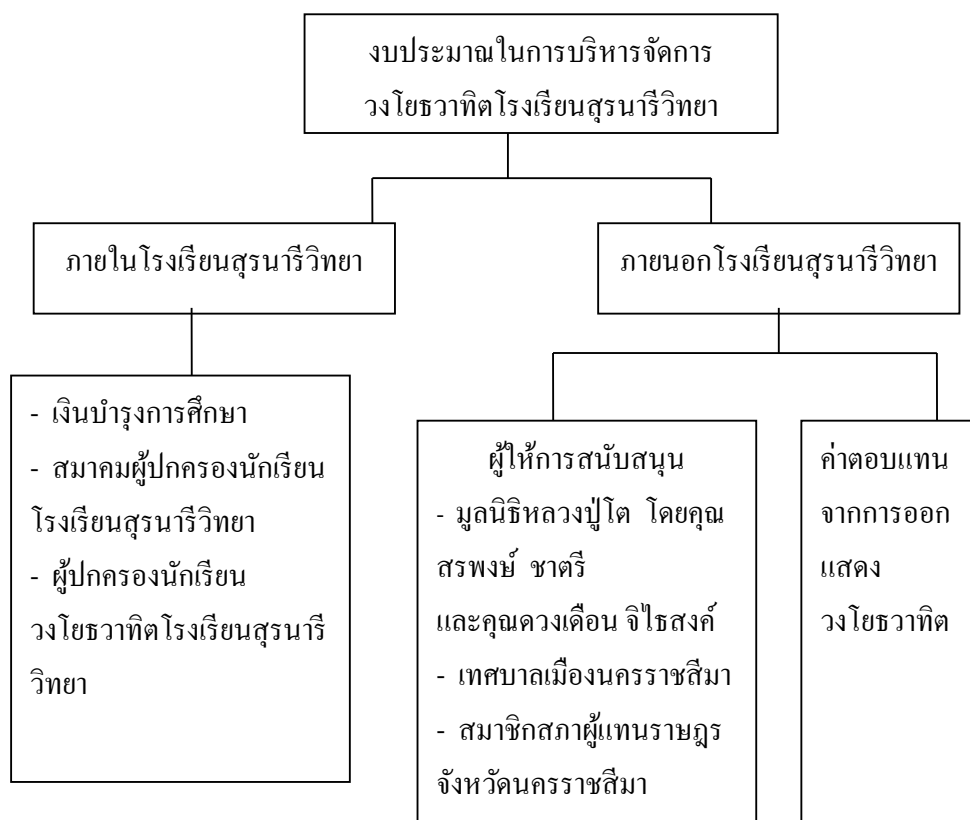 งบประมาณในการบริหารจัดการ
วงโยธวาทิตโรงเรียนสุรนารีวิทยา
ภายในโรงเรียนสุรนารีวิทยา
ภายนอกโรงเรียนสุรนารีวิทยา
- เงินบำรุงการศึกษา
- สมาคมผู้ปกครองนักเรียน
โรงเรียนสุรนารีวิทยา
- ผู้ปกครองนักเรียน
วงโยธวาทิตโรงเรียนสุรนารี
วิทยา
ผู้ให้การสนับสนุน
- มูลนิธิหลวงปู่โต โดยคุณ
สรพงษ์ ชาตรี
และคุณดวงเดือน จิไธสงค์
- เทศบาลเมืองนครราชสีมา
- สมาชิกสภาผู้แทนราษฎร
จังหวัดนครราชสีมา
ค่าตอบแทน
จากการออก
แสดง
วงโยธวาทิต